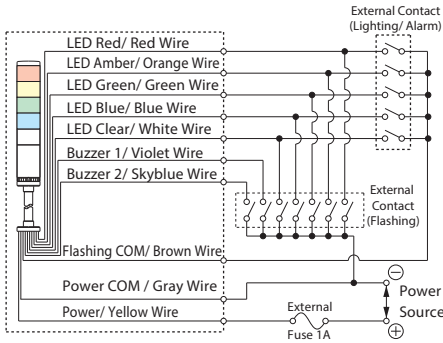 External Contact
(Lighting/ Alarm)
LED Red/ Red Wire
LED Amber/ Orange Wire
LED Green/ Green Wire
LED Blue/ Blue Wire
LED Clear/ White Wire
Buzzer 1/ Violet Wire
Buzzer 2/ Skyblue Wire
External
Contact
(Flashing)
Flashing COM/ Brown Wire
Power COM / Gray Wire
Power
Source
Power/ Yellow Wire
External
Fuse 1A